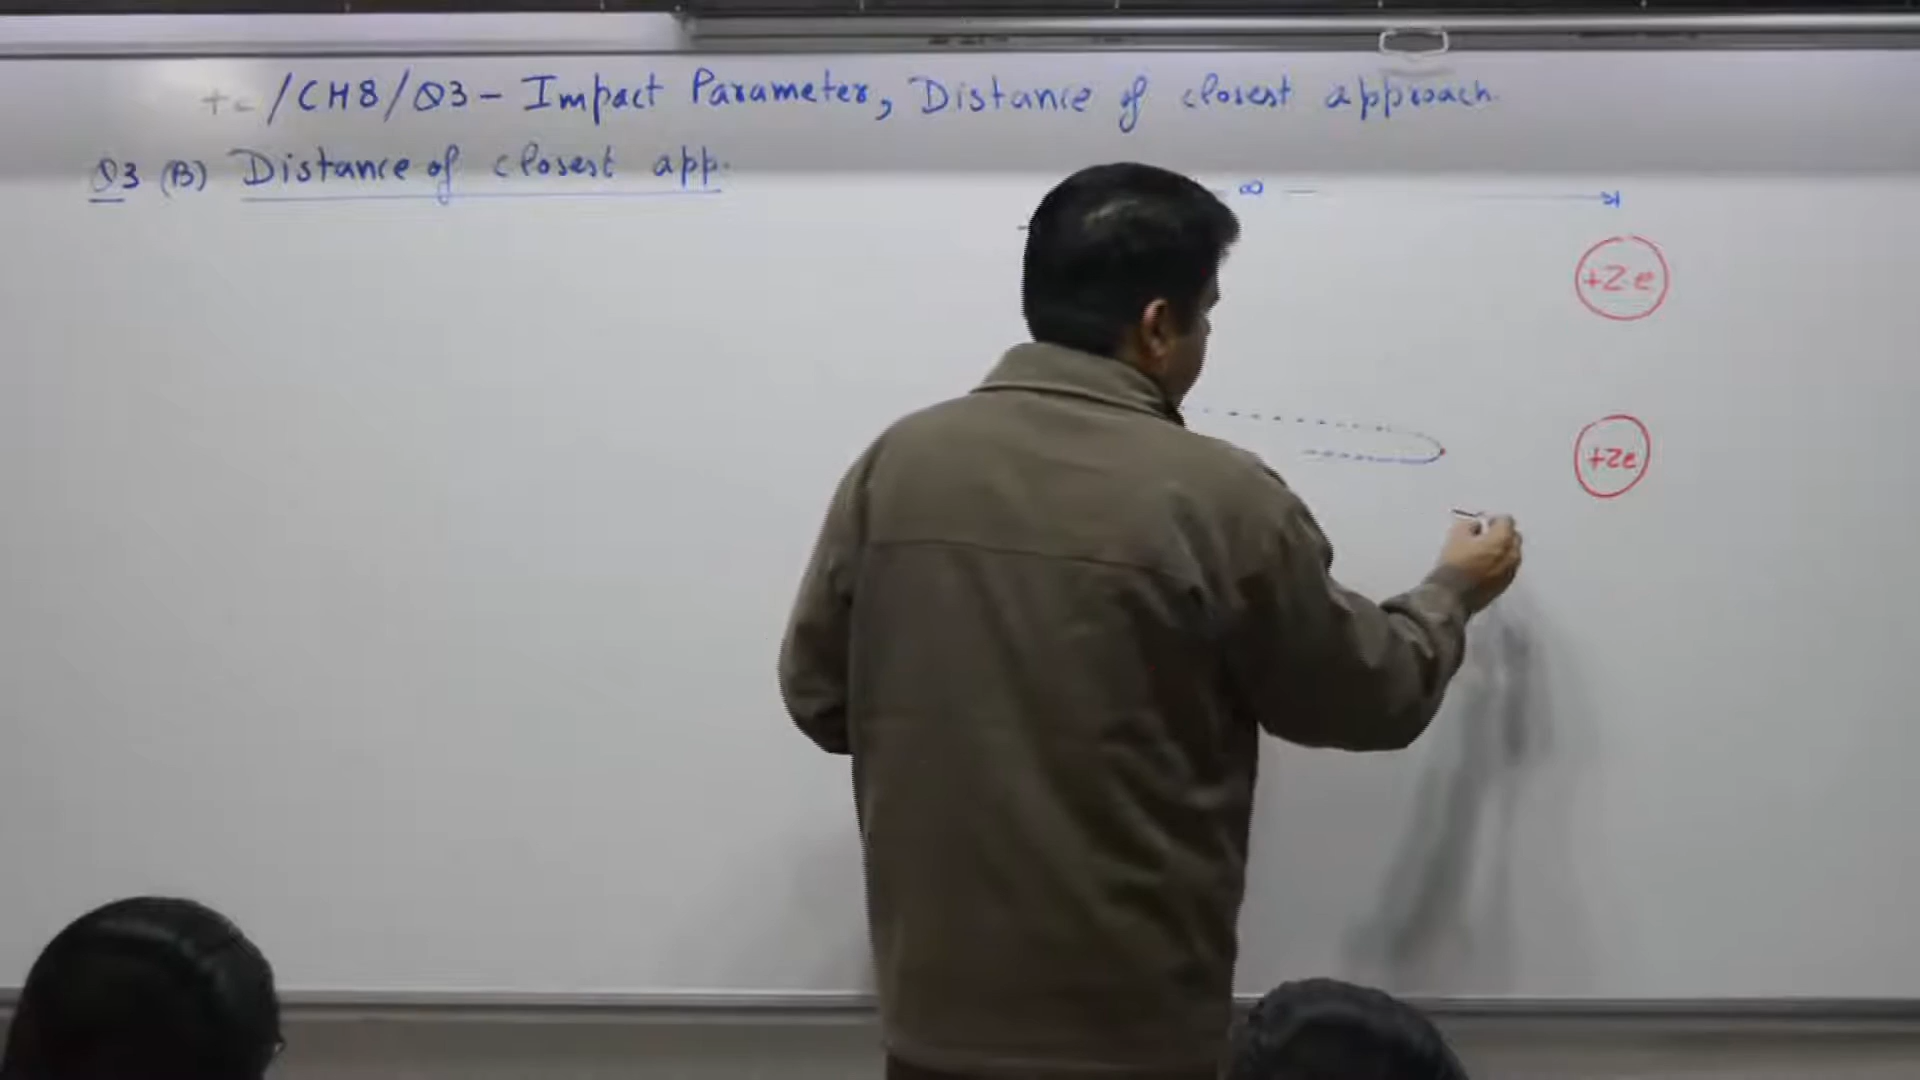 /CH8/Q3- Impact Parameter, Distance of closest approach.
Q3 (B) Distance of closest app.
∞
+Ze
+Ze